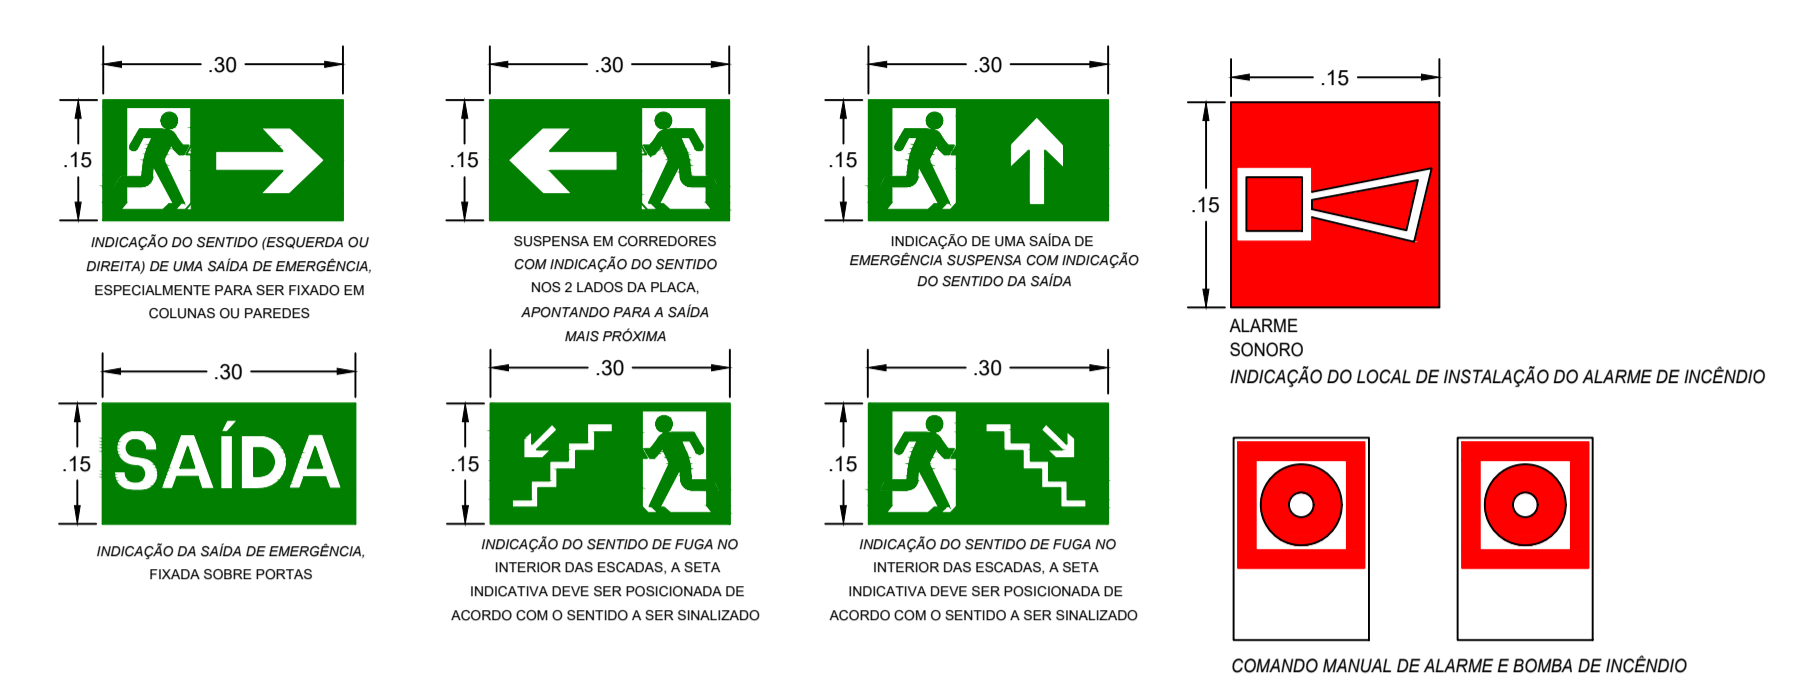 .30
.15
INDICAÇÃO DO SENTIDO (ESQUERDA OU
DIREITA) DE UMA SAÍDA DE EMERGÊNCIA,
ESPECIALMENTE PARA SER FIXADO EM
COLUNAS OU PAREDES
.30
.15
SUSPENSA EM CORREDORES
COM INDICAÇÃO DO SENTIDO
NOS 2 LADOS DA PLACA,
APONTANDO PARA A SAÍDA
MAIS PRÓXIMA
.30
.15
INDICAÇÃO DE UMA SAÍDA DE
EMERGÊNCIA SUSPENSA COM INDICAÇÃO
DO SENTIDO DA SAÍDA
.15
.15
ALARME
SONORO
INDICAÇÃO DO LOCAL DE INSTALAÇÃO DO ALARME DE INCÊNDIO
.30
.15
SAÍDA
INDICAÇÃO DA SAÍDA DE EMERGÊNCIA,
FIXADA SOBRE PORTAS
.30
.15
INDICAÇÃO DO SENTIDO DE FUGA NO
INTERIOR DAS ESCADAS, A SETA
INDICATIVA DEVE SER POSICIONADA DE
ACORDO COM O SENTIDO A SER SINALIZADO
.30
.15
INDICAÇÃO DO SENTIDO DE FUGA NO
INTERIOR DAS ESCADAS, A SETA
INDICATIVA DEVE SER POSICIONADA DE
ACORDO COM O SENTIDO A SER SINALIZADO
COMANDO MANUAL DE ALARME E BOMBA DE INCÊNDIO